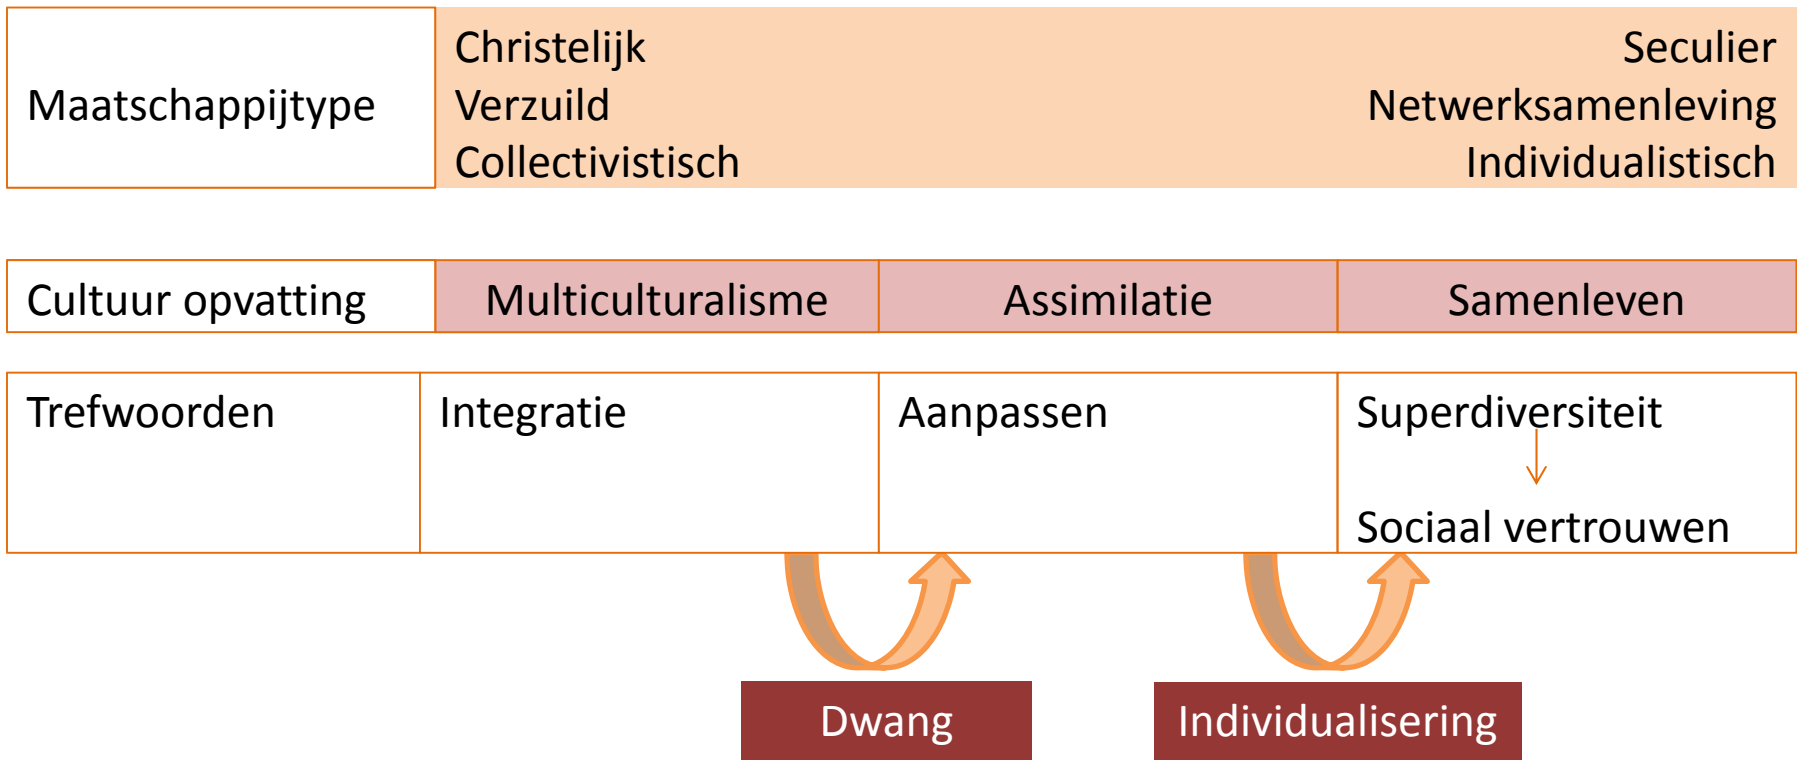 Maatschappijtype
Christelijk
Verzuild
Collectivistisch
Seculier
Netwerksamenleving
Individualistisch
Cultuur opvatting
Multiculturalisme
Assimilatie
Samenleven
Trefwoorden
Integratie
Aanpassen
Superdiversiteit
Sociaal vertrouwen
Dwang
Individualisering